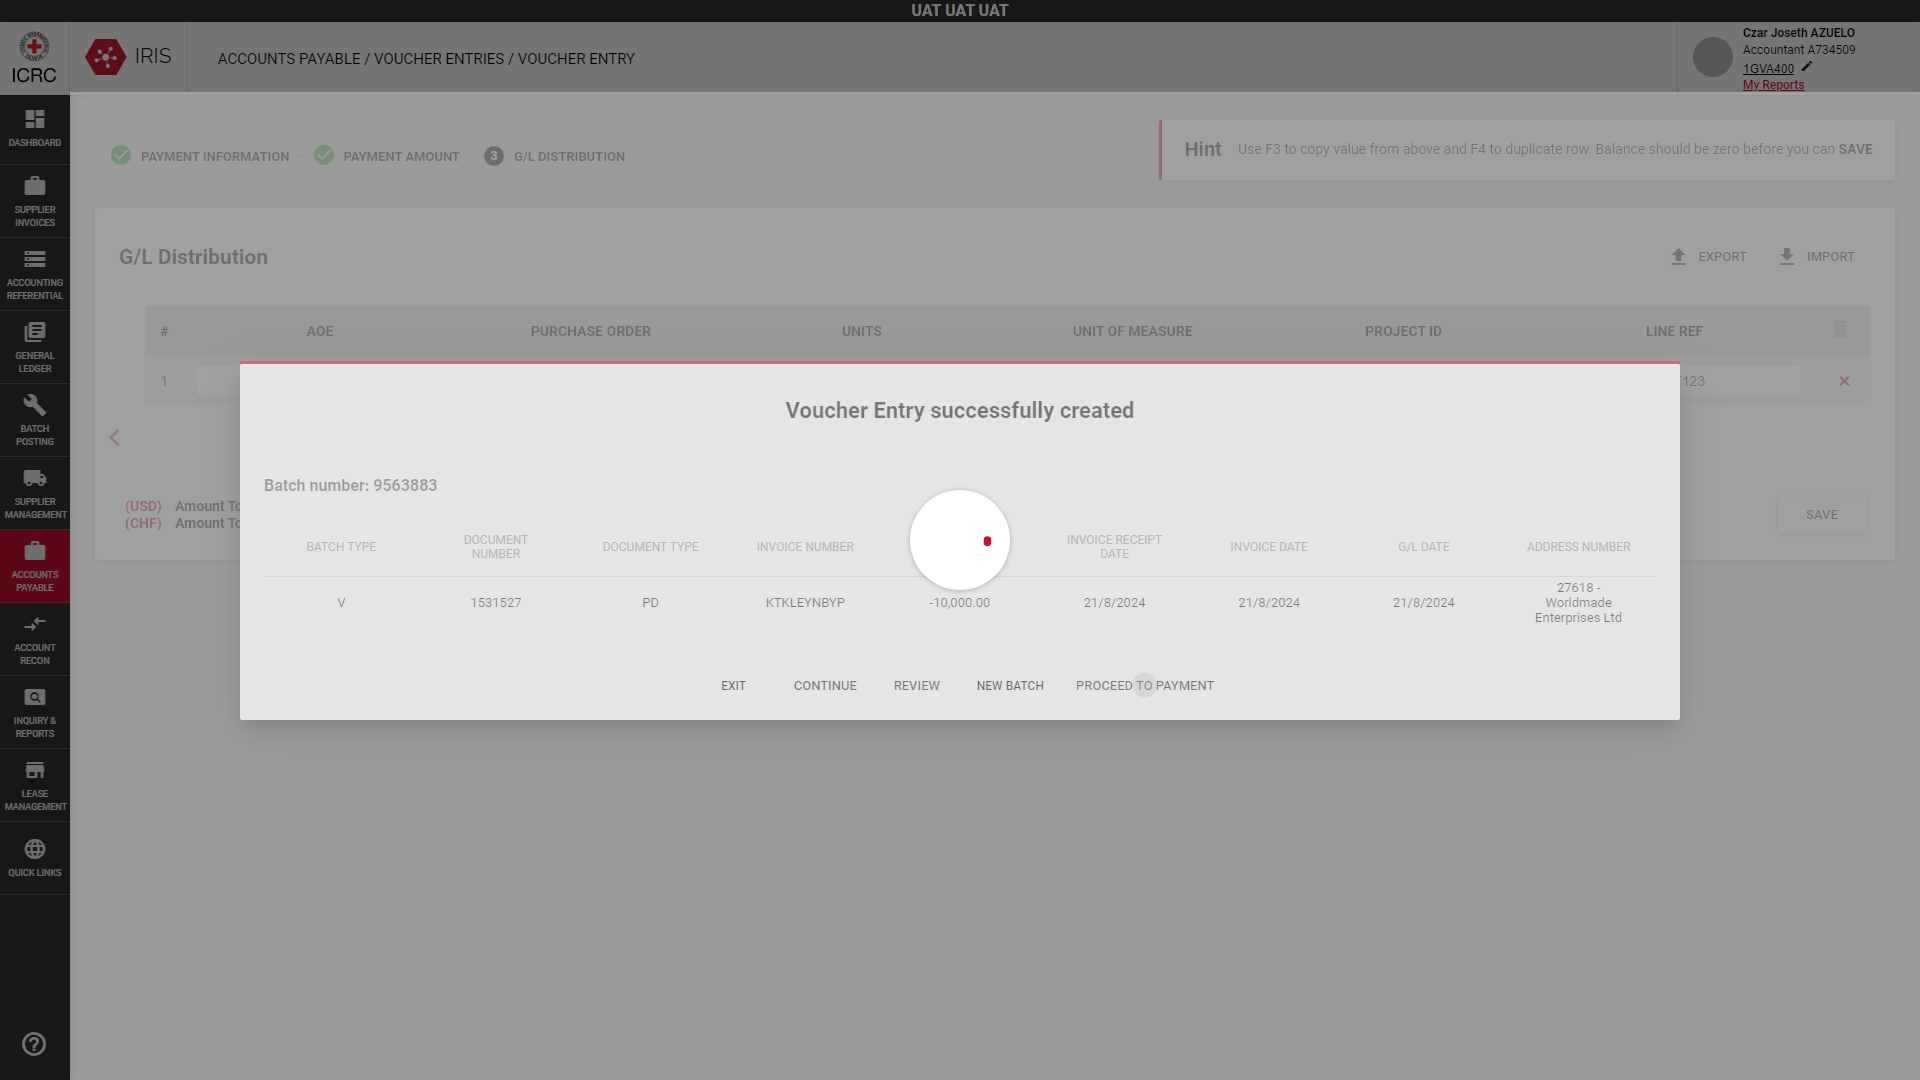 UAT UAT UAT
ICRC
IRIS
ACCOUNTS PAYABLE / VOUCHER ENTRIES / VOUCHER ENTRY
Czar Joseth AZUELO
Accountant A734509
1GVA400
My Reports
DASHBOARD
SUPPLIER
INVOICES
ACCOUNTING
REFERENTIAL
GENERAL
LEDGER
BATCH
POSTING
SUPPLIER
MANAGEMENT
ACCOUNTS
PAYABLE
ACCOUNT
RECON
INQUIRY &
REPORTS
LEASE
MANAGEMENT
QUICK LINKS
PAYMENT INFORMATION
PAYMENT AMOUNT
3 G/L DISTRIBUTION
Hint Use F3 to copy value from above and F4 to duplicate row. Balance should be zero before you can SAVE
G/L Distribution
EXPORT IMPORT
# AOE PURCHASE ORDER UNITS UNIT OF MEASURE PROJECT ID LINE REF
1 123
(USD) Amount To
(CHF) Amount To
SAVE
Voucher Entry successfully created
Batch number: 9563883
BATCH TYPE DOCUMENT NUMBER DOCUMENT TYPE INVOICE NUMBER INVOICE RECEIPT DATE INVOICE DATE G/L DATE ADDRESS NUMBER
V 1531527 PD KTKLEYNBYP -10,000.00 21/8/2024 21/8/2024 21/8/2024 27618 - Worldmade Enterprises Ltd
EXIT CONTINUE REVIEW NEW BATCH PROCEED TO PAYMENT